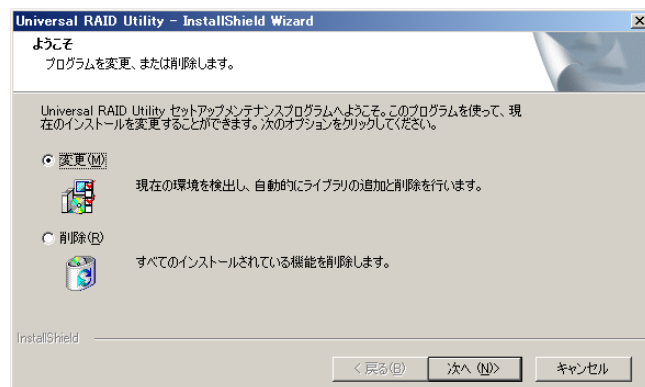 Universal RAID Utility - InstallShield Wizard
ようこそ
プログラムを変更、または削除します。
Universal RAID Utility セットアップメンテナンスプログラムへようこそ。このプログラムを使って、現
在のインストールを変更することができます。次のオプションをクリックしてください。
変更(M)
現在の環境を検出し、自動的にライブラリの追加と削除を行います。
削除(R)
すべてのインストールされている機能を削除します。
InstallShield
< 戻る(B) 次へ (N)> キャンセル